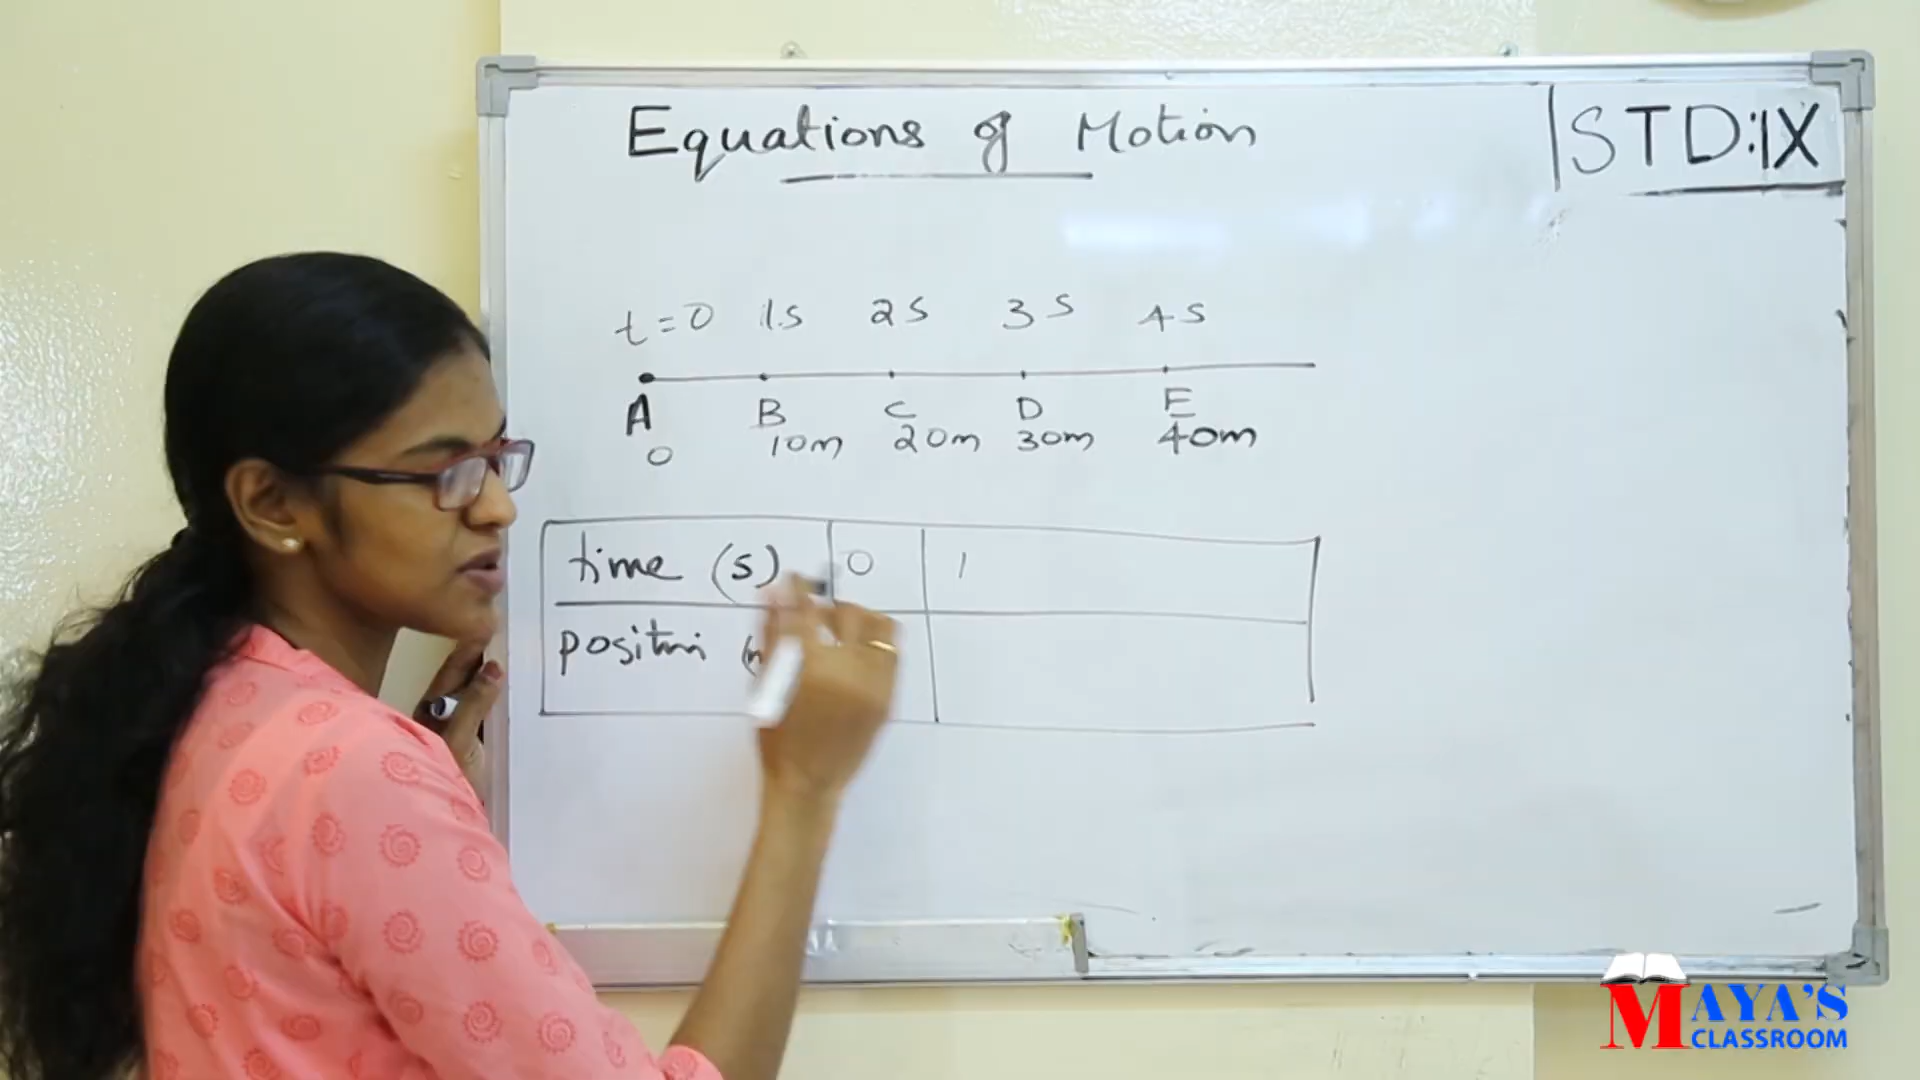 Equations of Motion
STD:IX
t=0 1s 2s 3s 4s
A B C D E
0 10m 20m 30m 40m
time (s) 0 1
MAYA'S
CLASSROOM